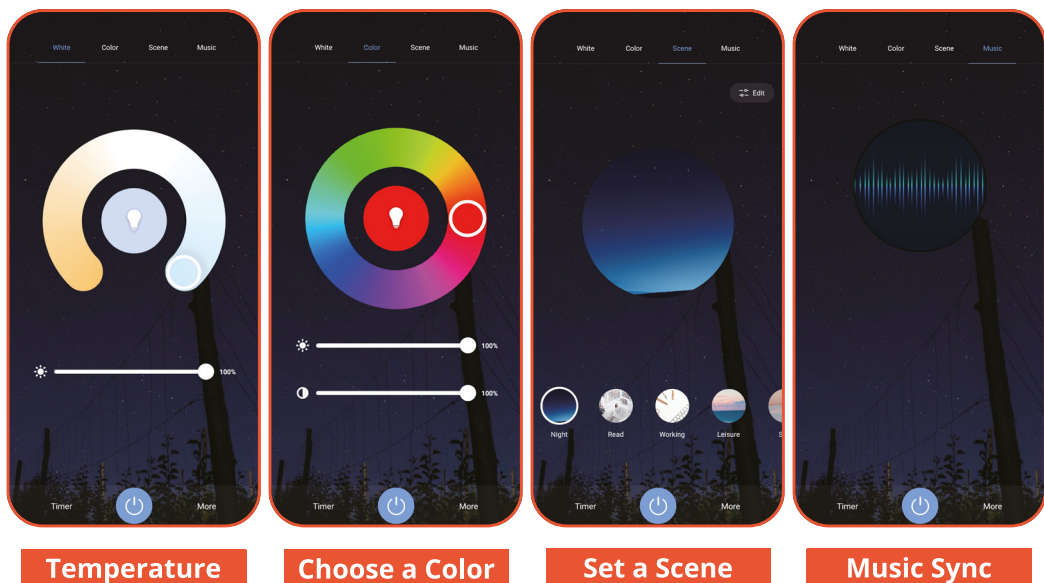 White Color Scene Music
100%
Timer More
Temperature
White Color Scene Music
100%
100%
Timer More
Choose a Color
White Color Scene Music
Edit
Night Read Working Leisure S
Timer More
Set a Scene
White Color Scene Music
Timer More
Music Sync